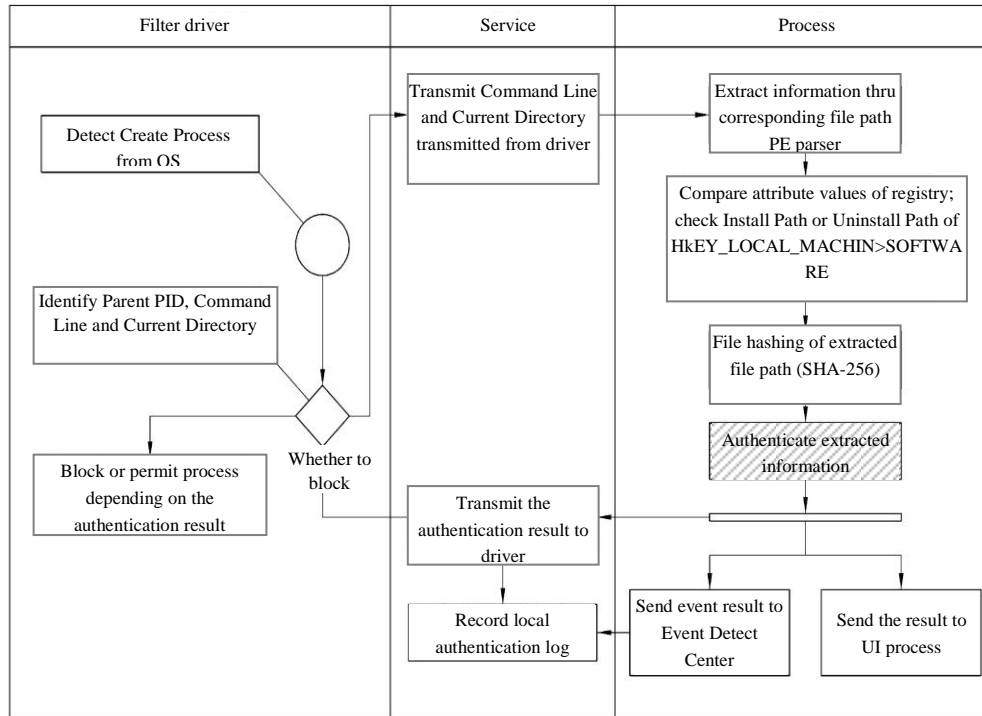 Filter driver
Service
Process
Detect Create Process
from OS
Identify Parent PID, Command
Line and Current Directory
Whether to
block
Block or permit process
depending on the
authentication result
Transmit Command Line
and Current Directory
transmitted from driver
Extract information thru
corresponding file path
PE parser
Compare attribute values of registry;
check Install Path or Uninstall Path of
HkEY_LOCAL_MACHIN>SOFTWA
RE
File hashing of extracted
file path (SHA-256)
Authenticate extracted
information
Transmit the
authentication result to
driver
Record local
authentication log
Send event result to
Event Detect
Center
Send the result to
UI process